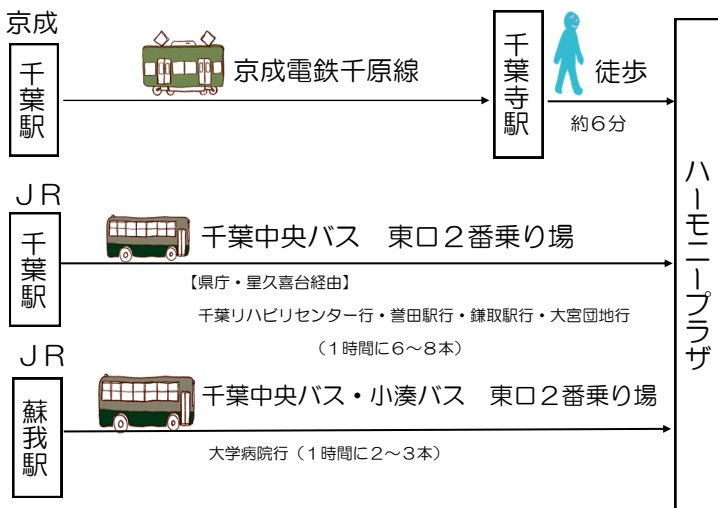 京成
千葉駅
京成電鉄千原線
千葉寺駅
徒歩
約６分
ＪＲ
千葉駅
千葉中央バス　東口２番乗り場
【県庁・星久喜台経由】
千葉リハビリセンター行・誉田駅行・鎌取駅行・大宮団地行
（１時間に６～８本）
ＪＲ
蘇我駅
千葉中央バス・小湊バス　東口２番乗り場
大学病院行（１時間に２～３本）
ハーモニープラザ